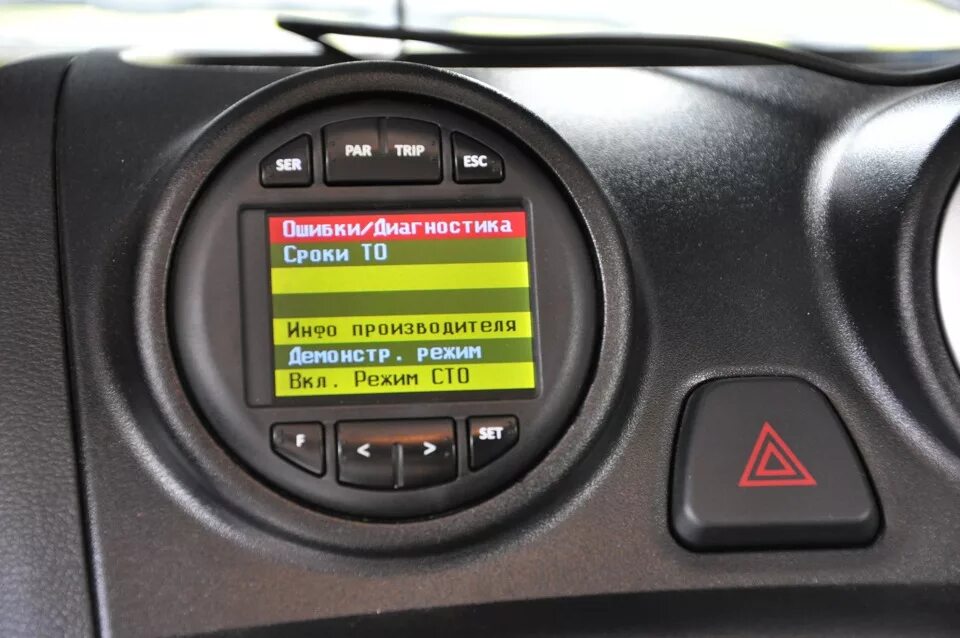 SER PAR TRIP ESC
Ошибки/Диагностика
Сроки ТО
Инфо производителя
Демонстр. режим
Вкл. Режим СТО
F < > SET